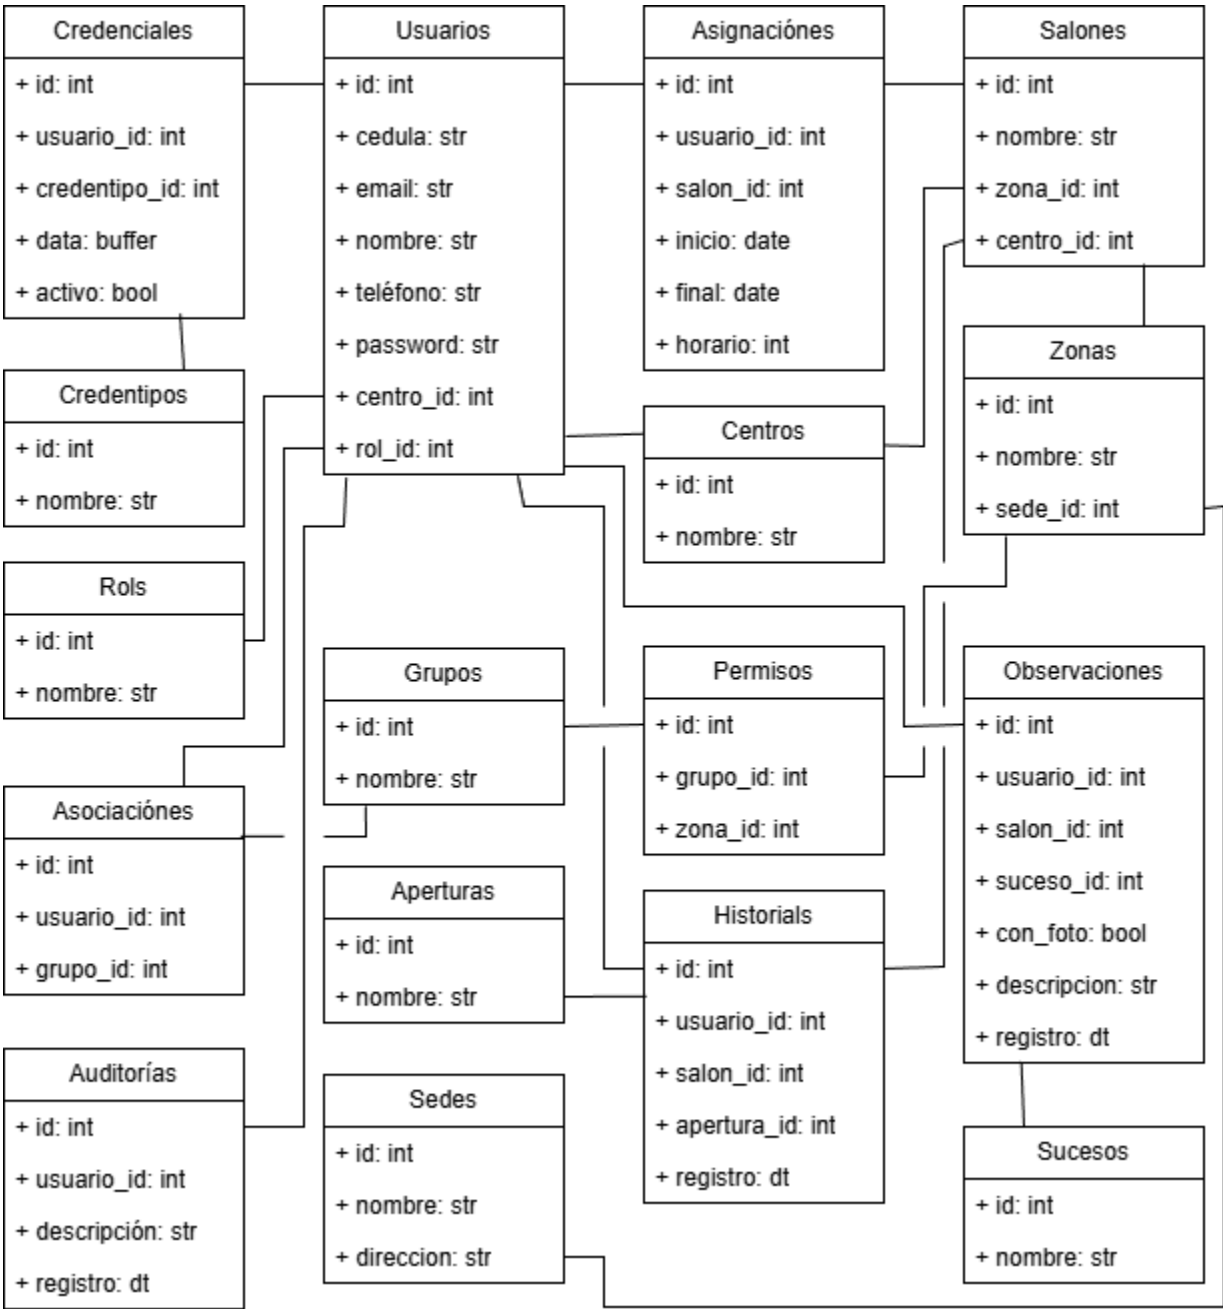 Credenciales
+ id: int
+ usuario_id: int
+ credentipo_id: int
+ data: buffer
+ activo: bool
Usuarios
+ id: int
+ cedula: str
+ email: str
+ nombre: str
+ teléfono: str
+ password: str
+ centro_id: int
+ rol_id: int
Asignaciónes
+ id: int
+ usuario_id: int
+ salon_id: int
+ inicio: date
+ final: date
+ horario: int
Salones
+ id: int
+ nombre: str
+ zona_id: int
+ centro_id: int
Credentipos
+ id: int
+ nombre: str
Centros
+ id: int
+ nombre: str
Zonas
+ id: int
+ nombre: str
+ sede_id: int
Rols
+ id: int
+ nombre: str
Grupos
+ id: int
+ nombre: str
Permisos
+ id: int
+ grupo_id: int
+ zona_id: int
Observaciones
+ id: int
+ usuario_id: int
+ salon_id: int
+ suceso_id: int
+ con_foto: bool
+ descripcion: str
+ registro: dt
Asociaciónes
+ id: int
+ usuario_id: int
+ grupo_id: int
Aperturas
+ id: int
+ nombre: str
Historials
+ id: int
+ usuario_id: int
+ salon_id: int
+ apertura_id: int
+ registro: dt
Auditorías
+ id: int
+ usuario_id: int
+ descripción: str
+ registro: dt
Sedes
+ id: int
+ nombre: str
+ direccion: str
Sucesos
+ id: int
+ nombre: str